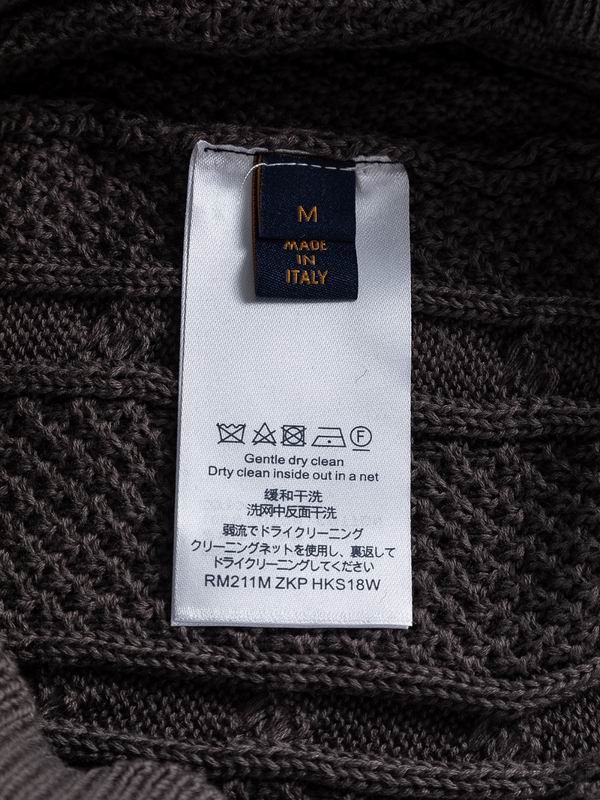 M
MADE
IN
ITALY
F
Gentle dry clean
Drty clean inside out in a net
缓和干洗
洗网中反面干洗
弱流でドライクリーニング
クリーニングネットを使用し、裏返して
ドライクリーニングしてください
RM211M ZKP HKS18W